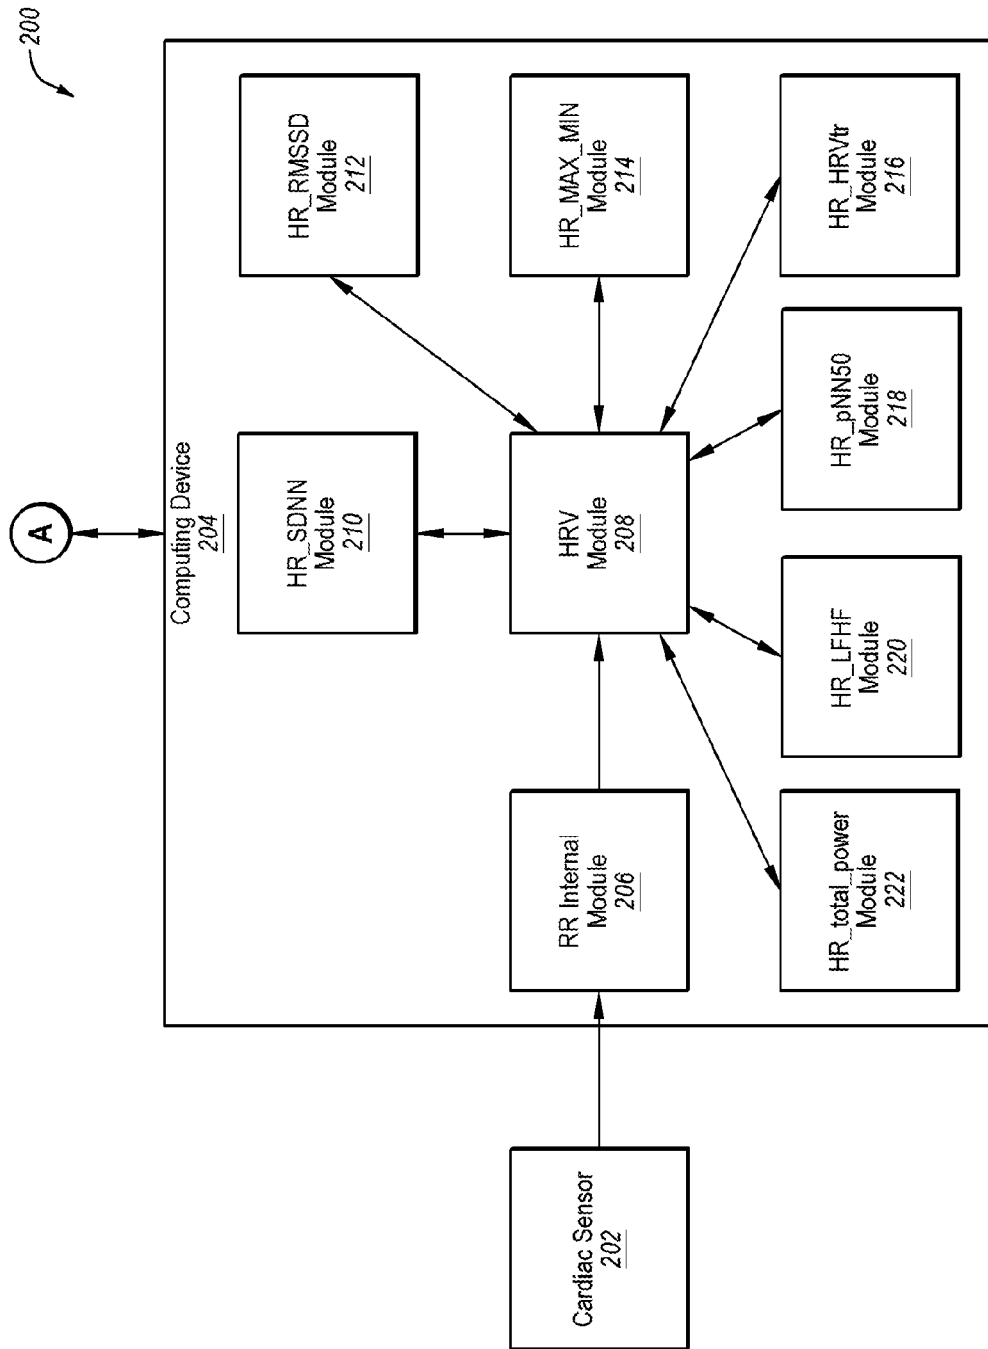 200
A
Computing Device
204
HR_SDNN
Module
210
HR_RMSSD
Module
212
Cardiac Sensor
202
RR Internal
Module
206
HRV
Module
208
HR_MAX_MIN
Module
214
HR_total_power
Module
222
HR_LFHF
Module
220
HR_pNN50
Module
218
HR_HRVtr
Module
216